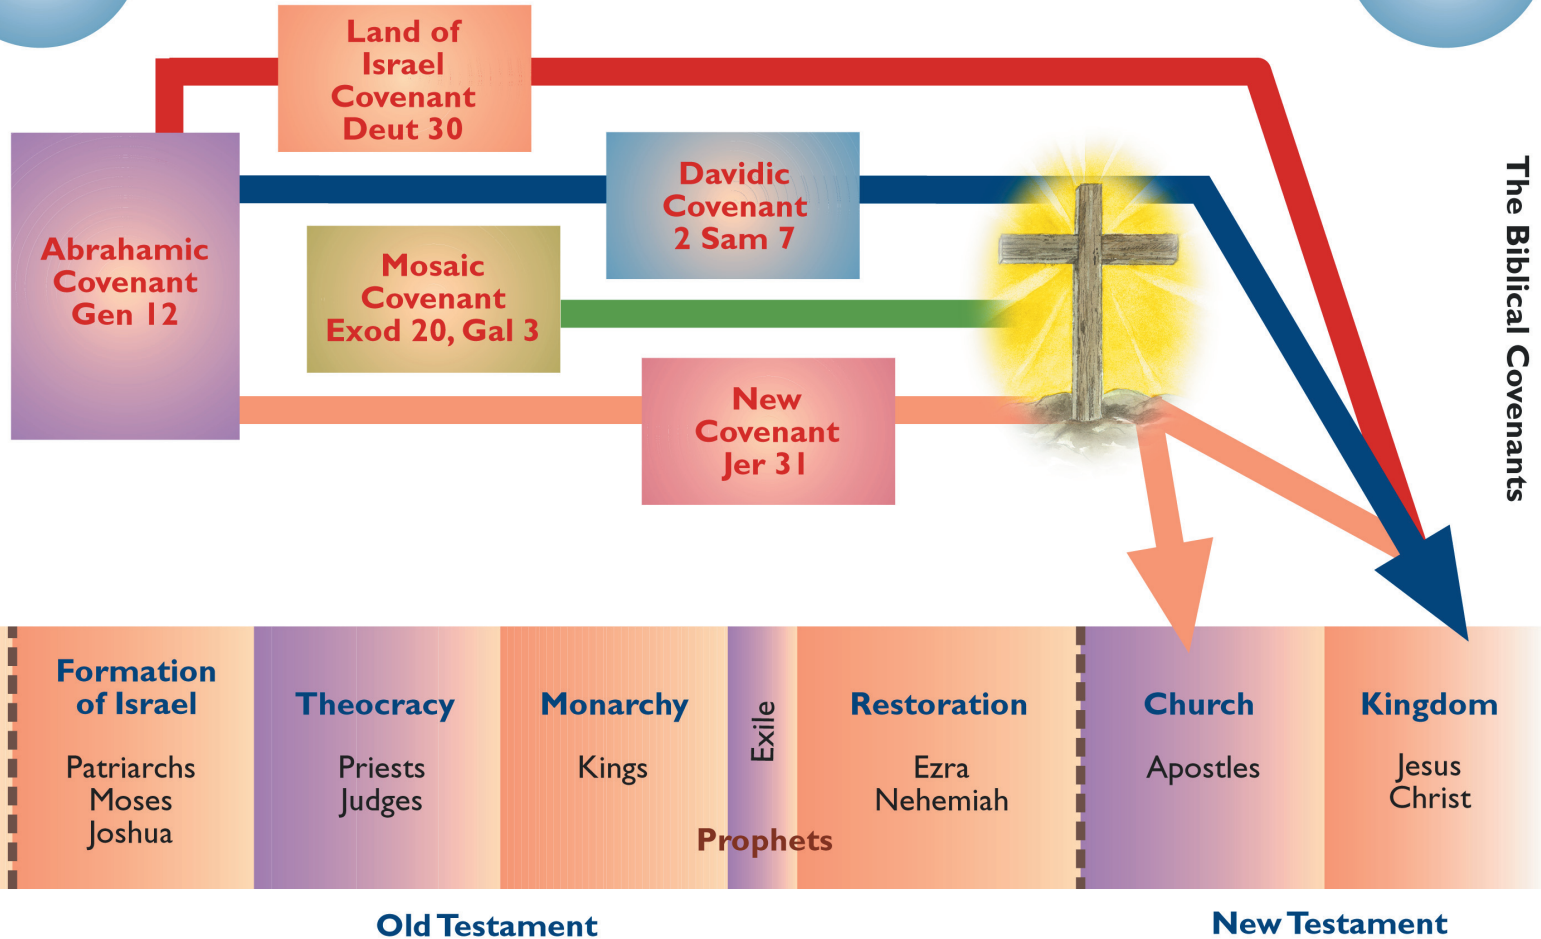 Land of
Israel
Covenant
Deut 30
Abrahamic
Covenant
Gen 12
Davidic
Covenant
2 Sam 7
Mosaic
Covenant
Exod 20, Gal 3
New
Covenant
Jer 31
The Biblical Covenants
Formation
of Israel
Patriarchs
Moses
Joshua
Theocracy
Priests
Judges
Monarchy
Kings
Exile
Prophets
Restoration
Ezra
Nehemiah
Church
Apostles
Kingdom
Jesus
Christ
Old Testament
New Testament